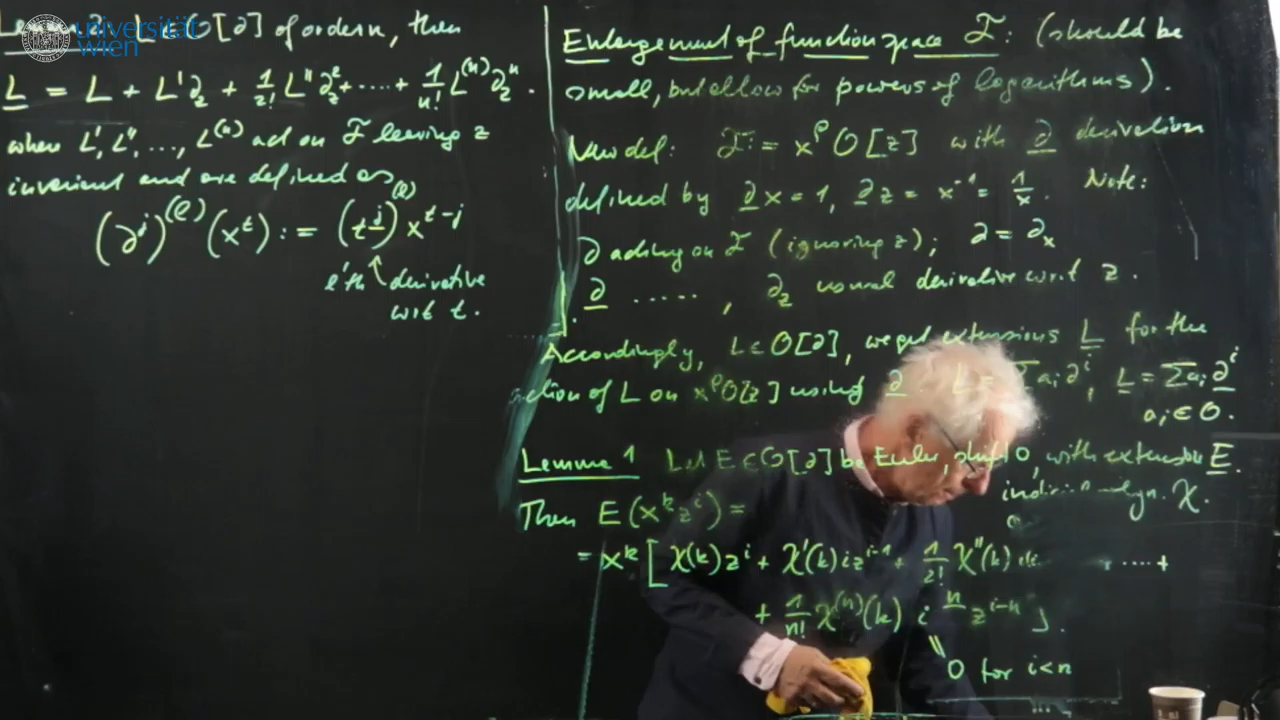 universität
wien
Lemma 2 L ∈ O[∂] of order n, then
L = L + L'∂_z + 1/2! L''∂_z^2 + ..... + 1/n! L^(n) ∂_z^n .
where L', L'', ..., L^(n) act on F leaving z
invariant and are defined as
(∂^j)^(ℓ) (x^t) := (t^j)^(ℓ) x^{t-j}
ℓ'th derivative
wrt t.
Enlargement of function space F : (should be
small, but allow for powers of logarithms).
New def: F := x^ρ O[z] with ∂ derivation
defined by ∂x = 1, ∂z = x^{-1} = 1/x. Note:
∂ acting on F (ignoring z); ∂ = ∂_x
∂ ....., ∂_z usual derivative wrt z.
Accordingly, L ∈ O[∂], we get extensions L for the
action of L on x^ρ O[z] using ∂. L = Σ a_i ∂^i, L = Σ a_i ∂^i
a_i ∈ O.
Lemma 1 Let E ∈ O[∂] be Euler, shift 0, with extension E.
Then E(x^k z^i) =
χ.
= x^k [ χ(k) z^i + χ'(k) i z^{i-1} + 1/2! χ''(k) ..... +
+ 1/n! χ^(n)(k) i^n z^{i-n} ].
0 for i<n